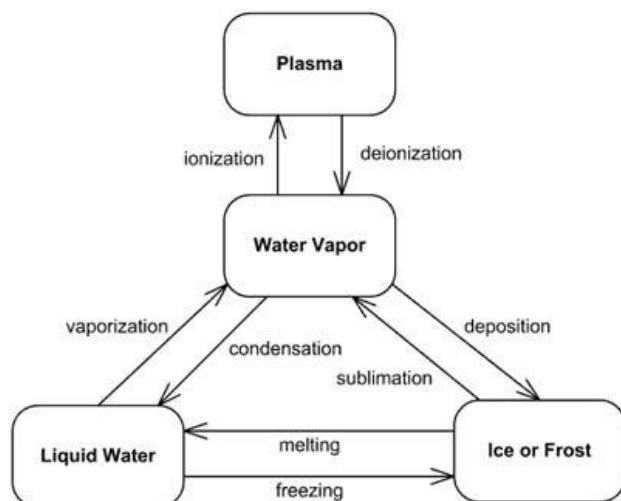 Plasma
ionization
deionization
Water Vapor
vaporization
condensation
deposition
sublimation
Liquid Water
melting
freezing
Ice or Frost